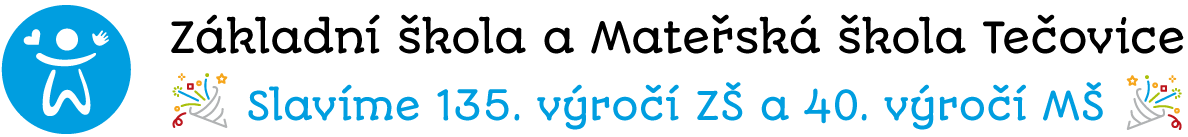 Základní škola a Mateřská škola Tečovice
Slavíme 135. výročí ZŠ a 40. výročí MŠ